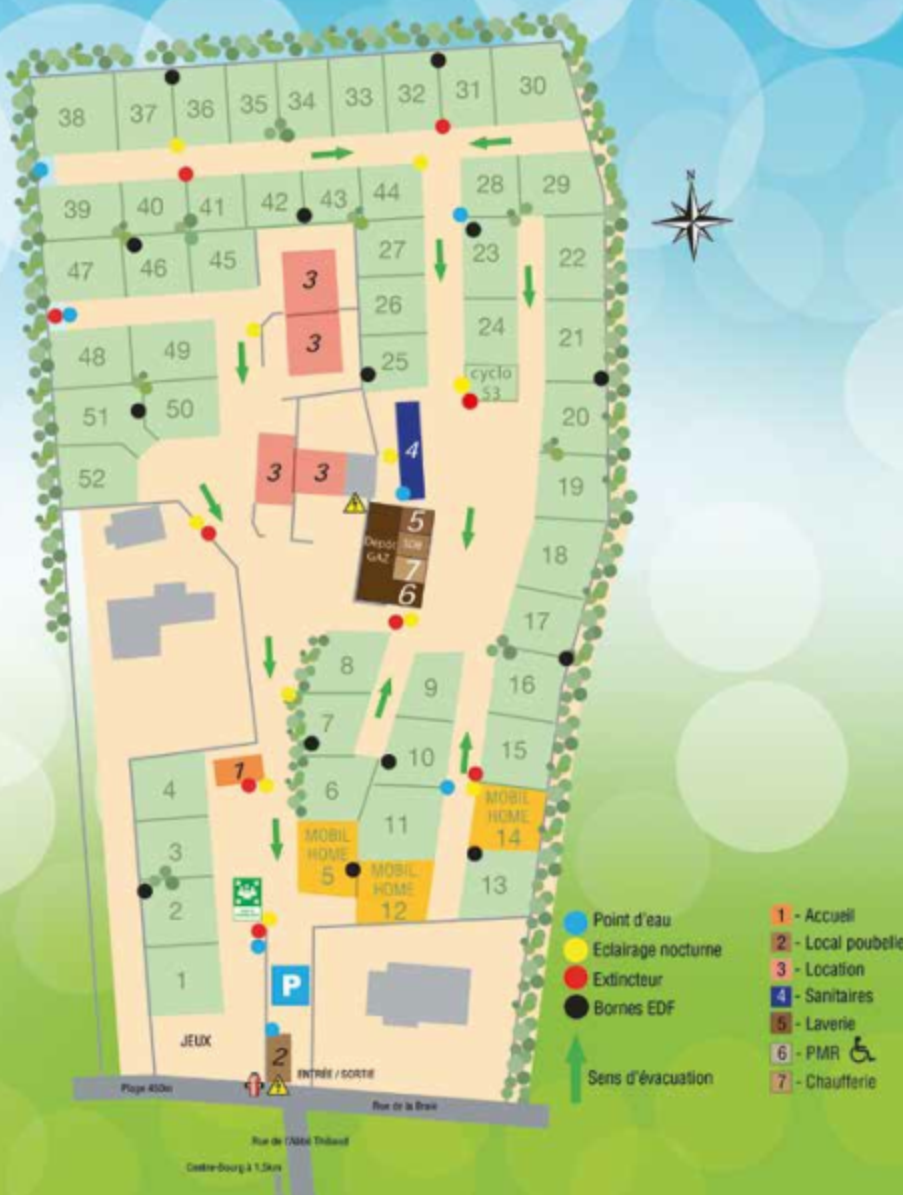 38 37 36 35 34 33 32 31 30
39 40 41 42 43 44 28 29
N
47 46 45 27 23 22
3
26
3
24 21
48 49 25
cyclo
53
51 50 20
4
52 3 3 19
5
Dépôt
GAZ
7
6
18
17
8 9 16
7 10 15
7
4 6 11
MOBIL
HOME
14
MOBIL
HOME
5
3
MOBIL
HOME
12
13
2
1
P
JEUX
2
ENTRÉE / SORTIE
Plage 450m
Rue de la Braie
Rue de l'Abbé Thibaud
Centre-Bourg à 1,5km
Point d'eau
Eclairage nocturne
Extincteur
Bornes EDF
Sens d'évacuation
1 - Accueil
2 - Local poubelle
3 - Location
4 - Sanitaires
5 - Laverie
6 - PMR
7 - Chaufferie